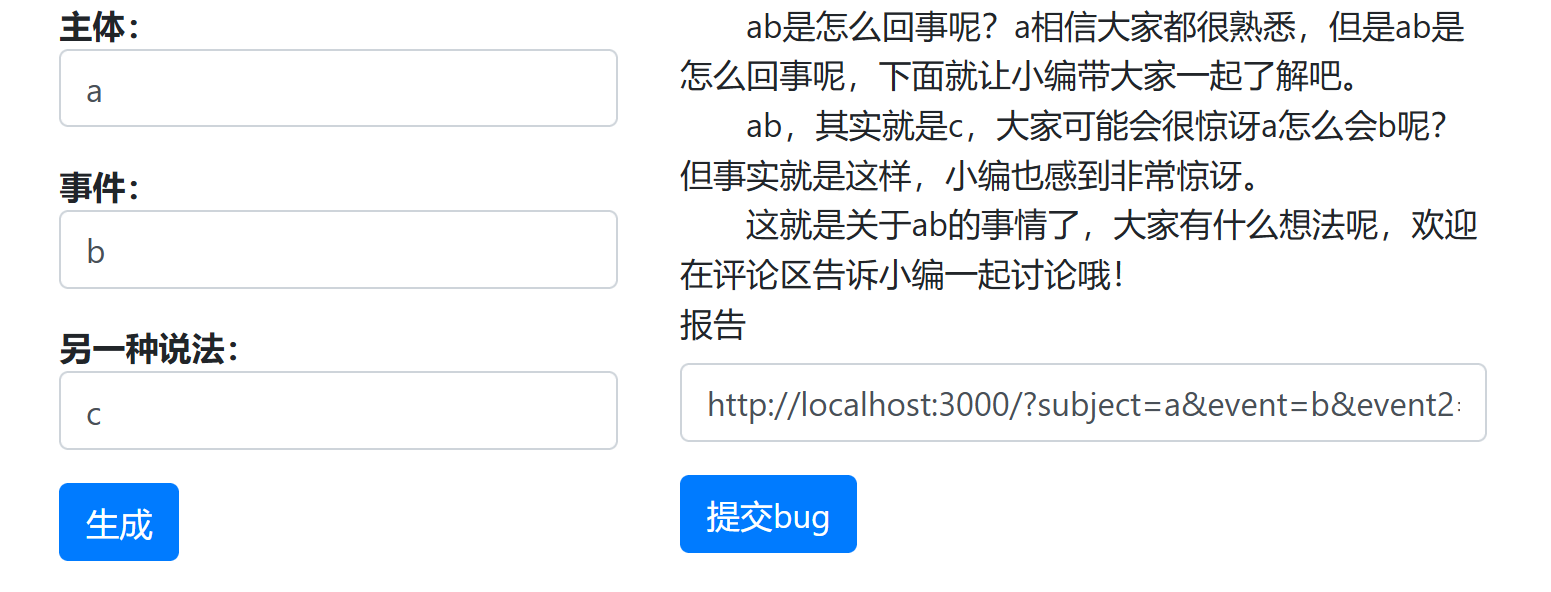 主体：
a
事件：
b
另一种说法：
c
生成
ab是怎么回事呢？a相信大家都很熟悉，但是ab是
怎么回事呢，下面就让小编带大家一起了解吧。
ab，其实就是c，大家可能会很惊讶a怎么会b呢？
但事实就是这样，小编也感到非常惊讶。
这就是关于ab的事情了，大家有什么想法呢，欢迎
在评论区告诉小编一起讨论哦！
报告
http://localhost:3000/?subject=a&event=b&event2=
提交bug